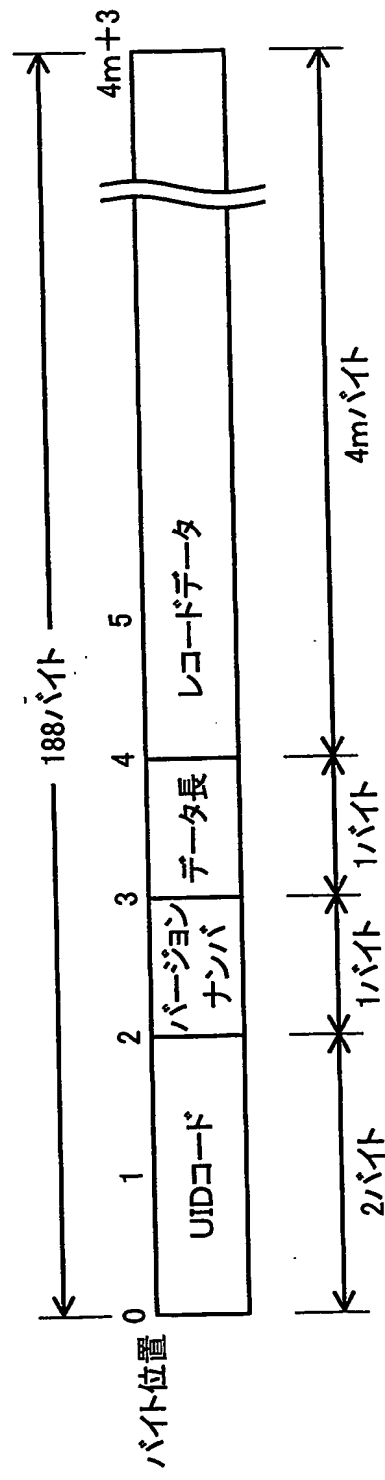 188バイト
バイト位置 0 1 2 3 4 5 4m+3
UIDコード
バージョン
ナンバ
データ長
レコードデータ
2バイト 1バイト 1バイト 4mバイト